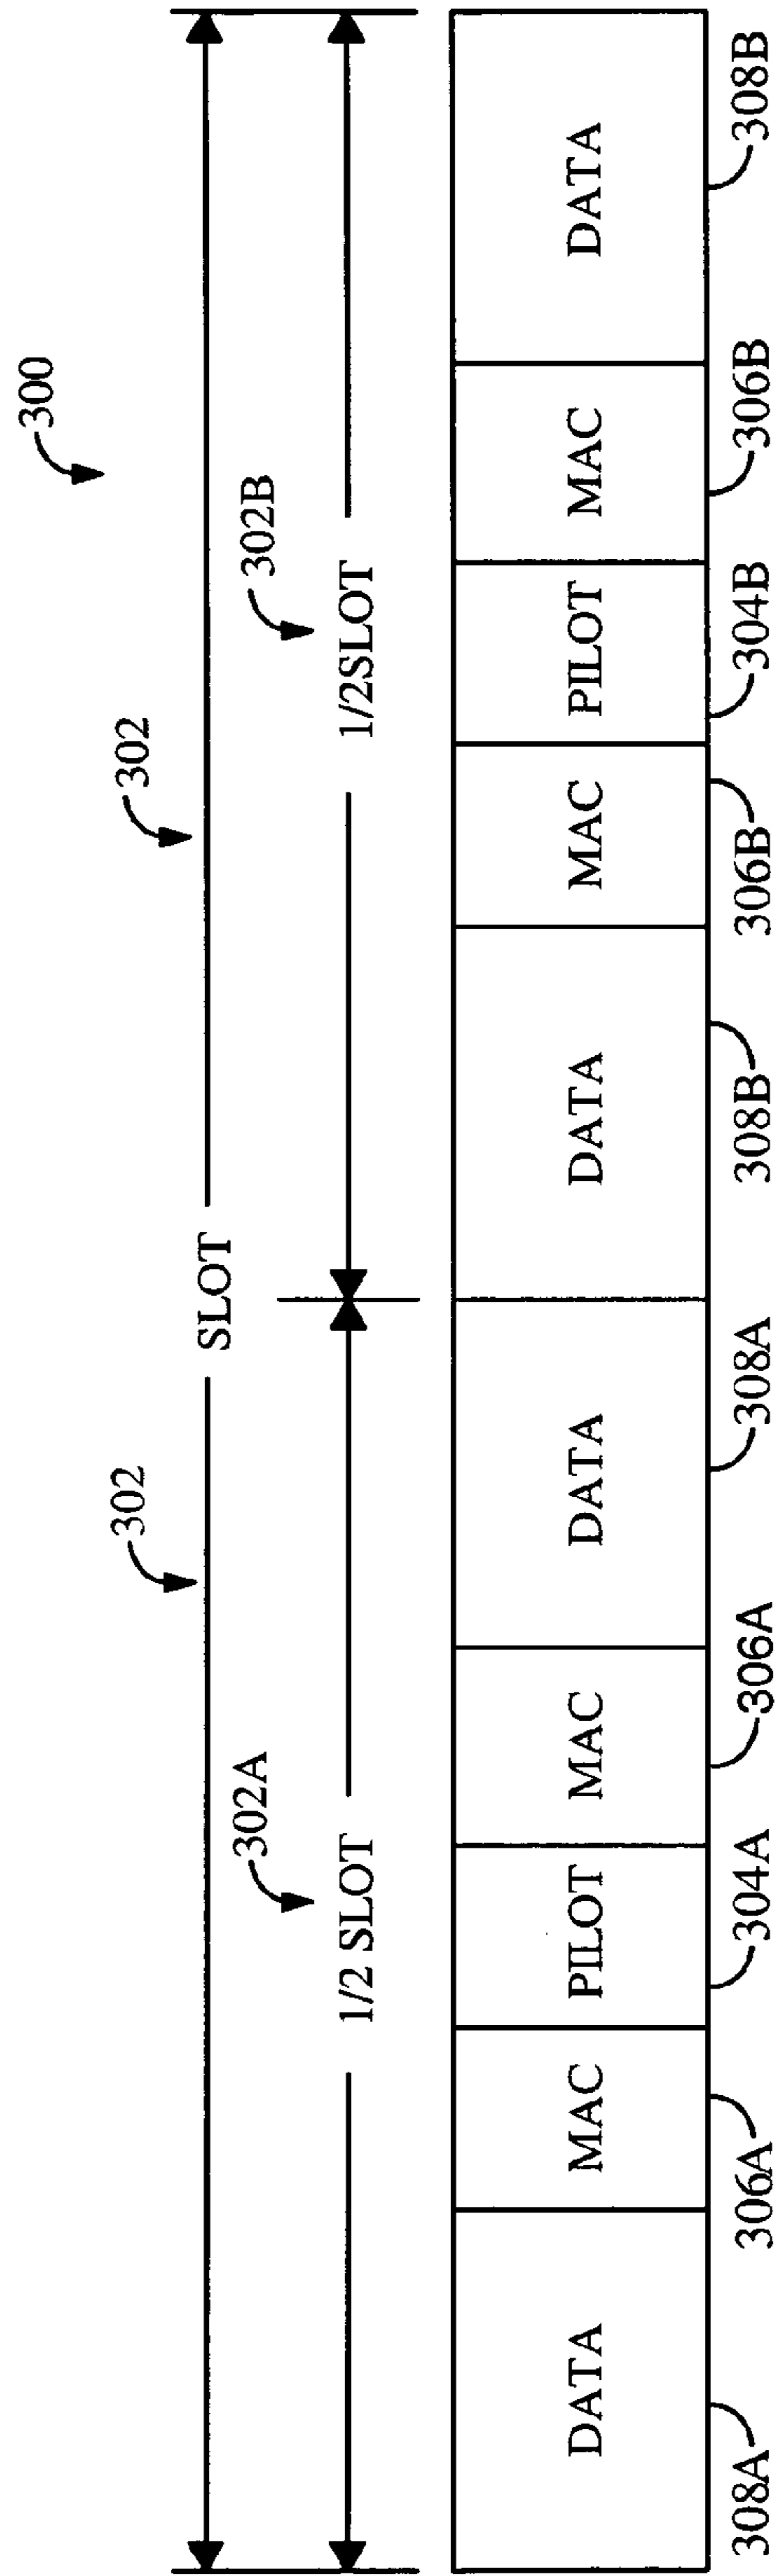 300
302
302
SLOT
302A
302B
1/2 SLOT
1/2SLOT
DATA
MAC
PILOT
MAC
DATA
DATA
MAC
PILOT
MAC
DATA
308A
306A
304A
306A
308A
308B
306B
304B
306B
308B